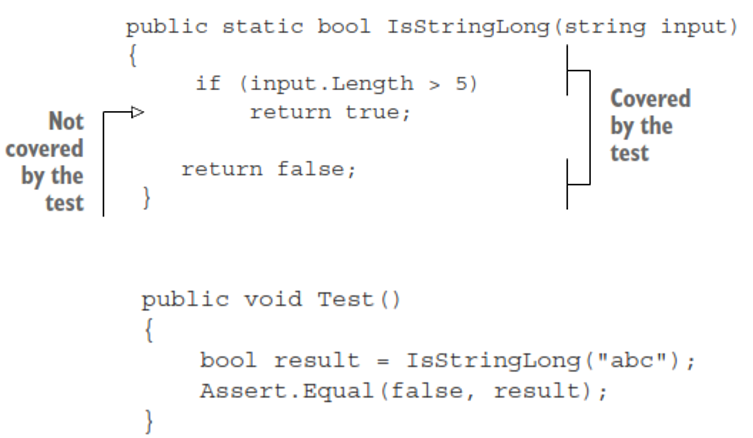 public static bool IsStringLong(string input)
{
if (input.Length > 5)
return true;
return false;
}
Not
covered
by the
test
Covered
by the
test
public void Test()
{
bool result = IsStringLong("abc");
Assert.Equal(false, result);
}